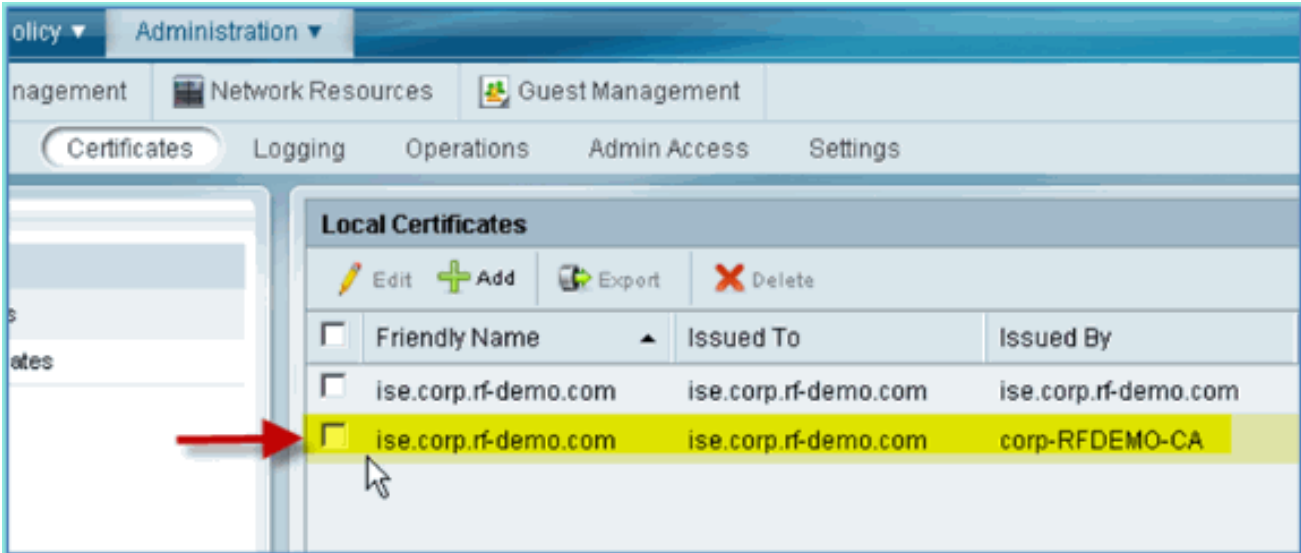 olicy Administration
nagement Network Resources Guest Management
Certificates Logging Operations Admin Access Settings
Local Certificates
Edit Add Export Delete
s
Friendly Name Issued To Issued By
ates
ise.corp.rf-demo.com ise.corp.rf-demo.com ise.corp.rf-demo.com
ise.corp.rf-demo.com ise.corp.rf-demo.com corp-RFDEMO-CA